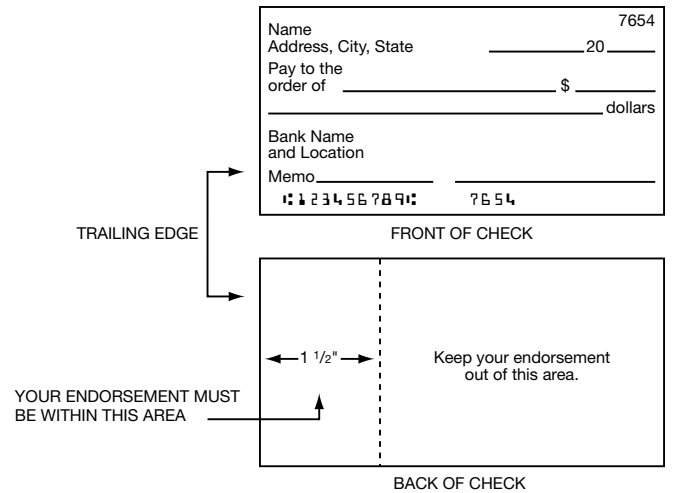 7654
Name
Address, City, State 20
Pay to the
order of $
dollars
Bank Name
and Location
Memo
⑆123456789⑆ 7654
TRAILING EDGE
FRONT OF CHECK
1 1/2"
Keep your endorsement
out of this area.
YOUR ENDORSEMENT MUST
BE WITHIN THIS AREA
BACK OF CHECK